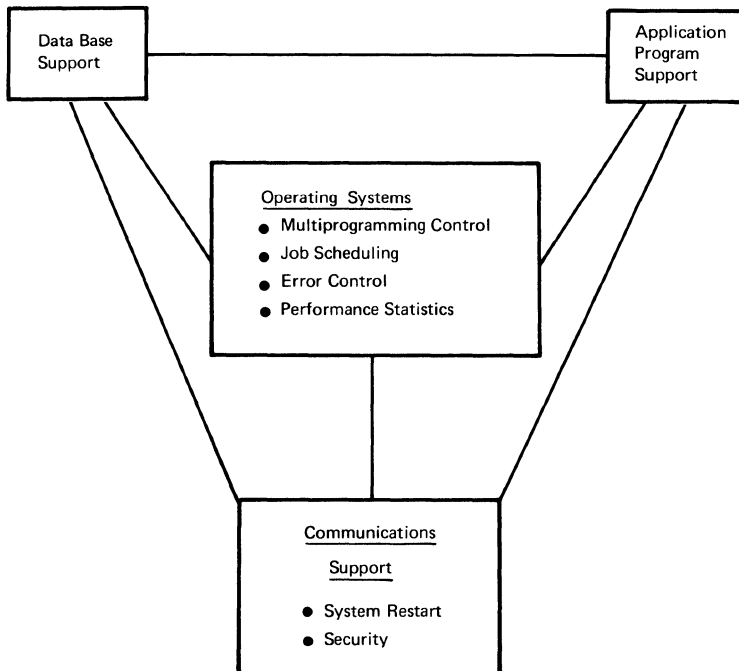 Data Base
Support
Application
Program
Support
Operating Systems
● Multiprogramming Control
● Job Scheduling
● Error Control
● Performance Statistics
Communications
Support
● System Restart
● Security